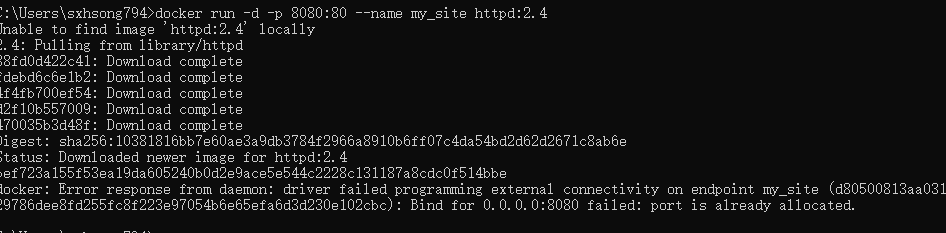 C:\Users\sxhsong794>docker run -d -p 8080:80 --name my_site httpd:2.4
Unable to find image 'httpd:2.4' locally
2.4: Pulling from library/httpd
38fd0d422c41: Download complete
fdebd6c6e1b2: Download complete
4f4fb700ef54: Download complete
d2f10b557009: Download complete
470035b3d48f: Download complete
Digest: sha256:10381816bb7e60ae3a9db3784f2966a8910b6ff07c4da54bd2d62d2671c8ab6e
Status: Downloaded newer image for httpd:2.4
bef723a155f53ea19da605240b0d2e9ace5e544c2228c131187a8cdc0f514bbe
docker: Error response from daemon: driver failed programming external connectivity on endpoint my_site (d80500813aa031
29786dee8fd255fc8f223e97054b6e65efa6d3d230e102cbc): Bind for 0.0.0.0:8080 failed: port is already allocated.